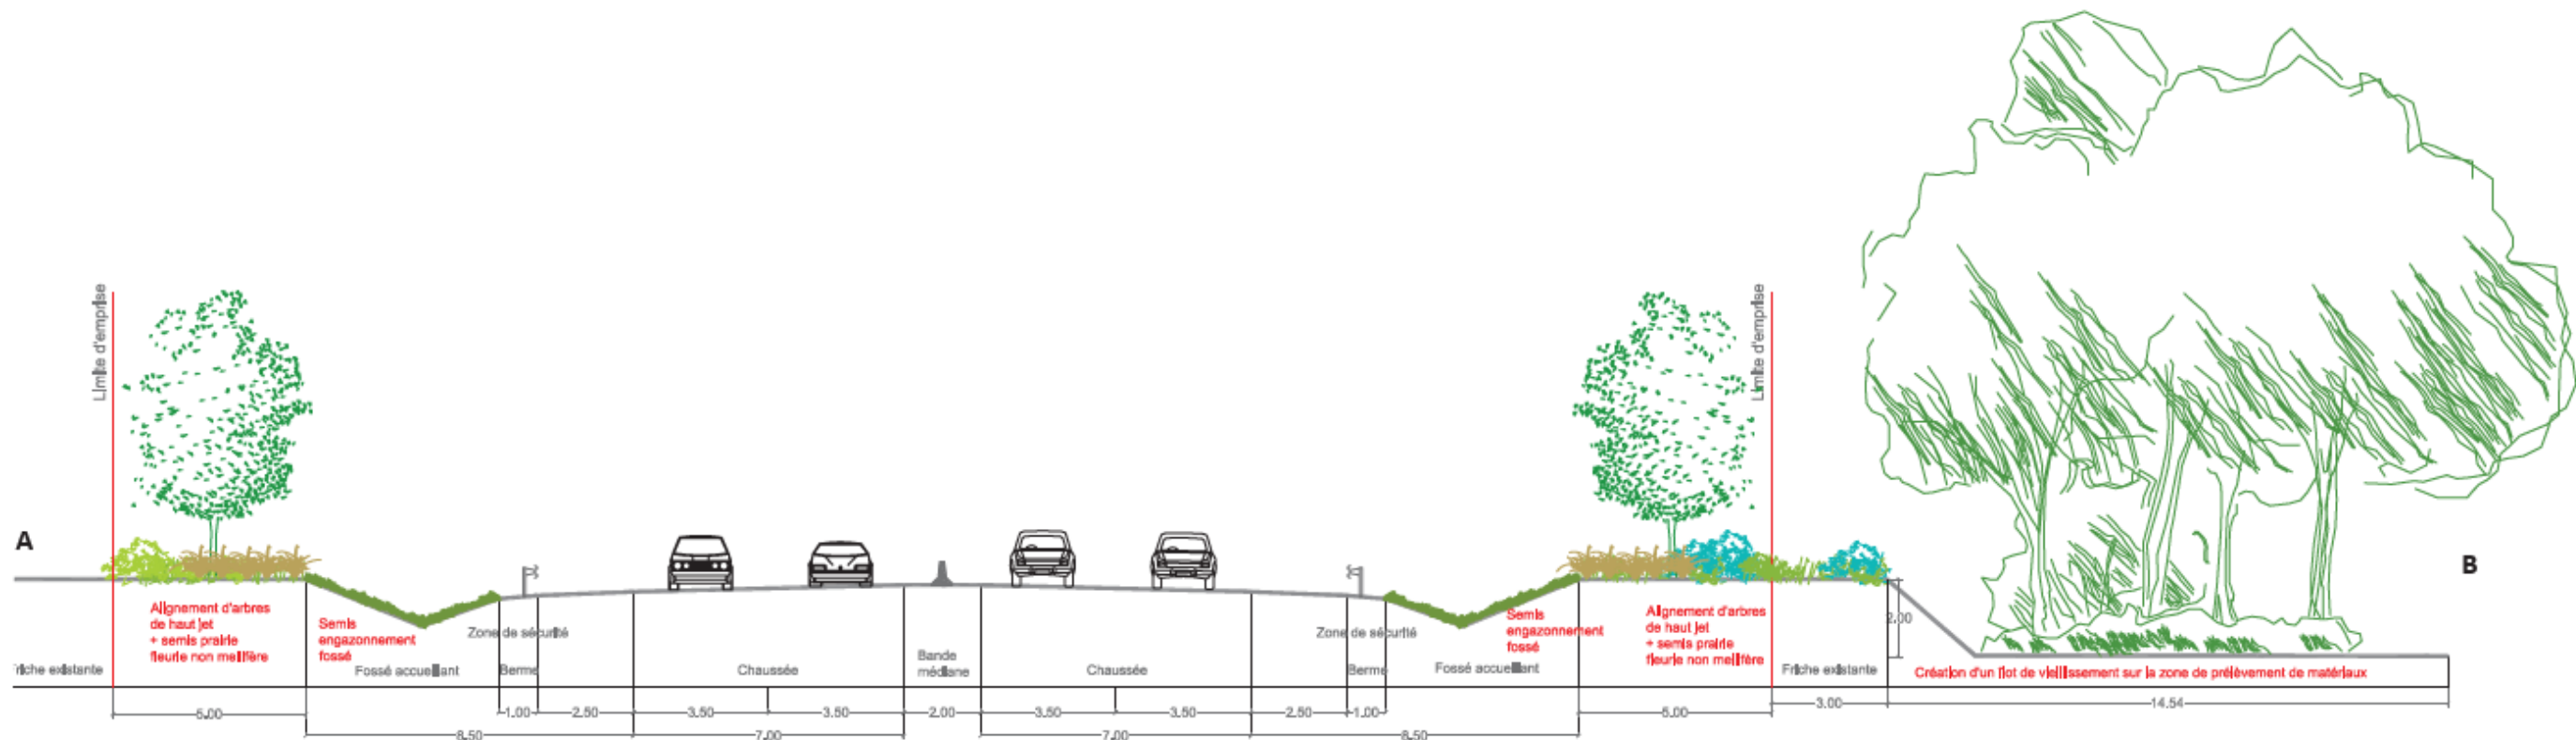 Limite d'emprise
Limite d'emprise
A
B
Alignement d'arbres
de haut jet
+ semis prairie
fleurie non mellifère
Semis
engazonnement
fossé
Zone de sécurité
Zone de sécurité
Semis
engazonnement
fossé
Alignement d'arbres
de haut jet
+ semis prairie
fleurie non mellifère
2.00
friche existante
Fossé accueillant
Berme
Chaussée
Bande
médiane
Chaussée
Berme
Fossé accueillant
Friche existante
Création d'un îlot de vieillissement sur la zone de prélèvement de matériaux
5.00
1.00
2.50
3.50
3.50
2.00
3.50
3.50
2.50
1.00
5.00
3.00
14.54
8.50
7.00
7.00
8.50